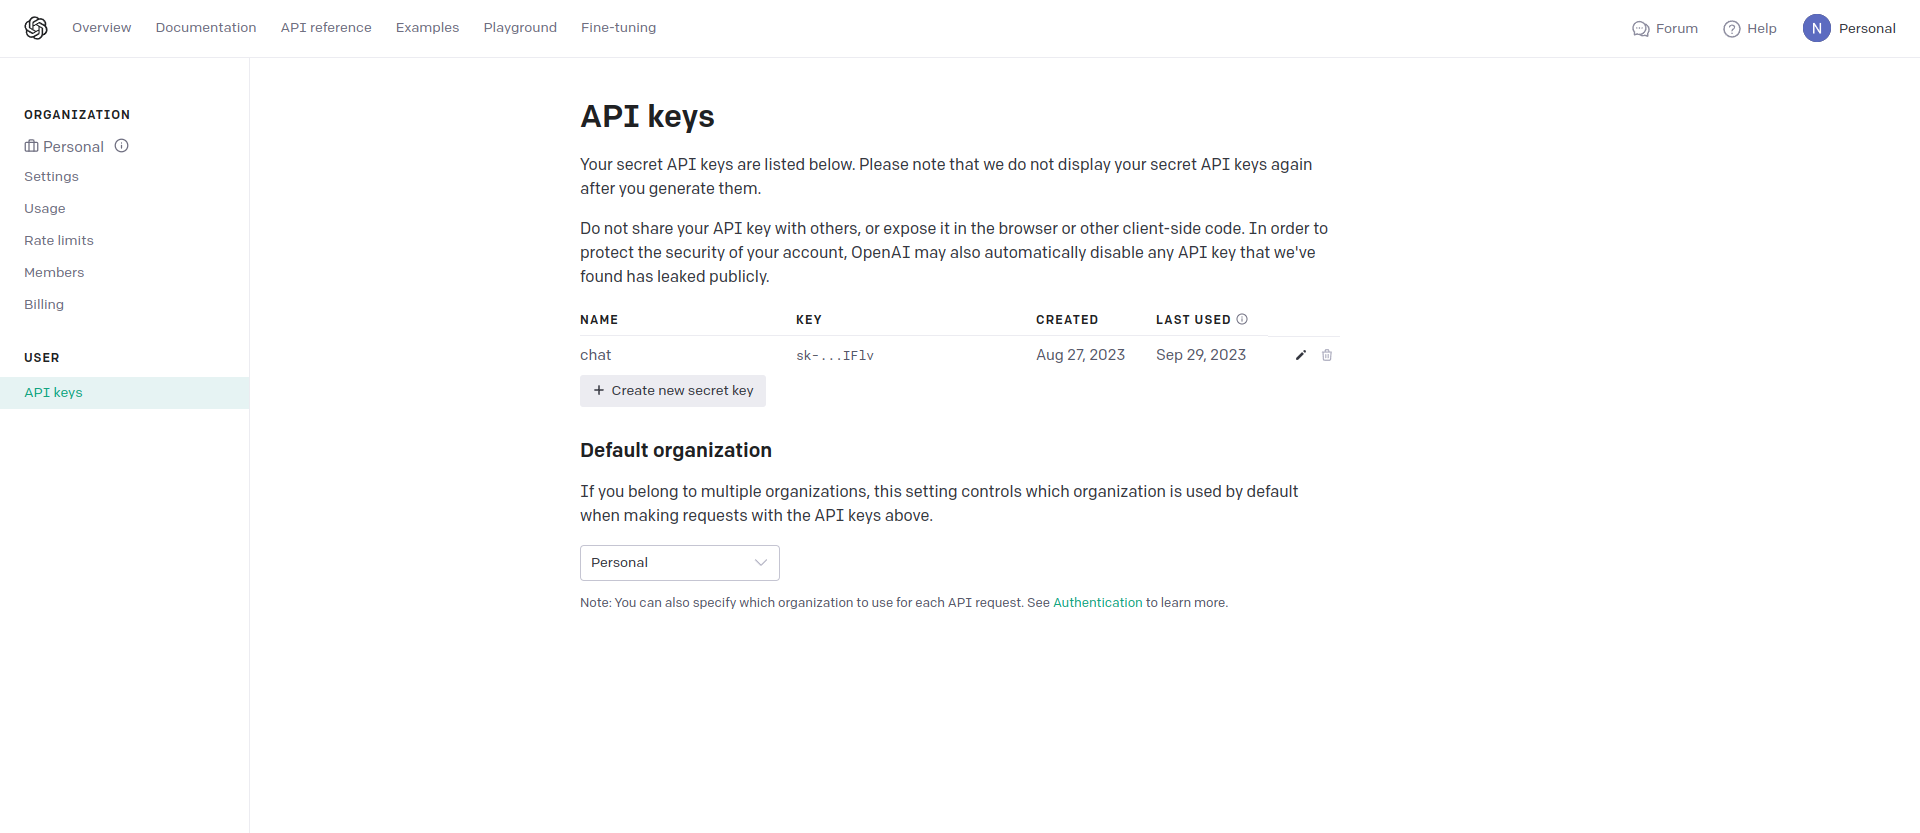 Overview Documentation API reference Examples Playground Fine-tuning Forum Help N Personal
ORGANIZATION
Personal
Settings
Usage
Rate limits
Members
Billing
USER
API keys
API keys
Your secret API keys are listed below. Please note that we do not display your secret API keys again
after you generate them.
Do not share your API key with others, or expose it in the browser or other client-side code. In order to
protect the security of your account, OpenAI may also automatically disable any API key that we've
found has leaked publicly.
NAME KEY CREATED LAST USED
chat sk-...IFlv Aug 27, 2023 Sep 29, 2023
+ Create new secret key
Default organization
If you belong to multiple organizations, this setting controls which organization is used by default
when making requests with the API keys above.
Personal
Note: You can also specify which organization to use for each API request. See Authentication to learn more.